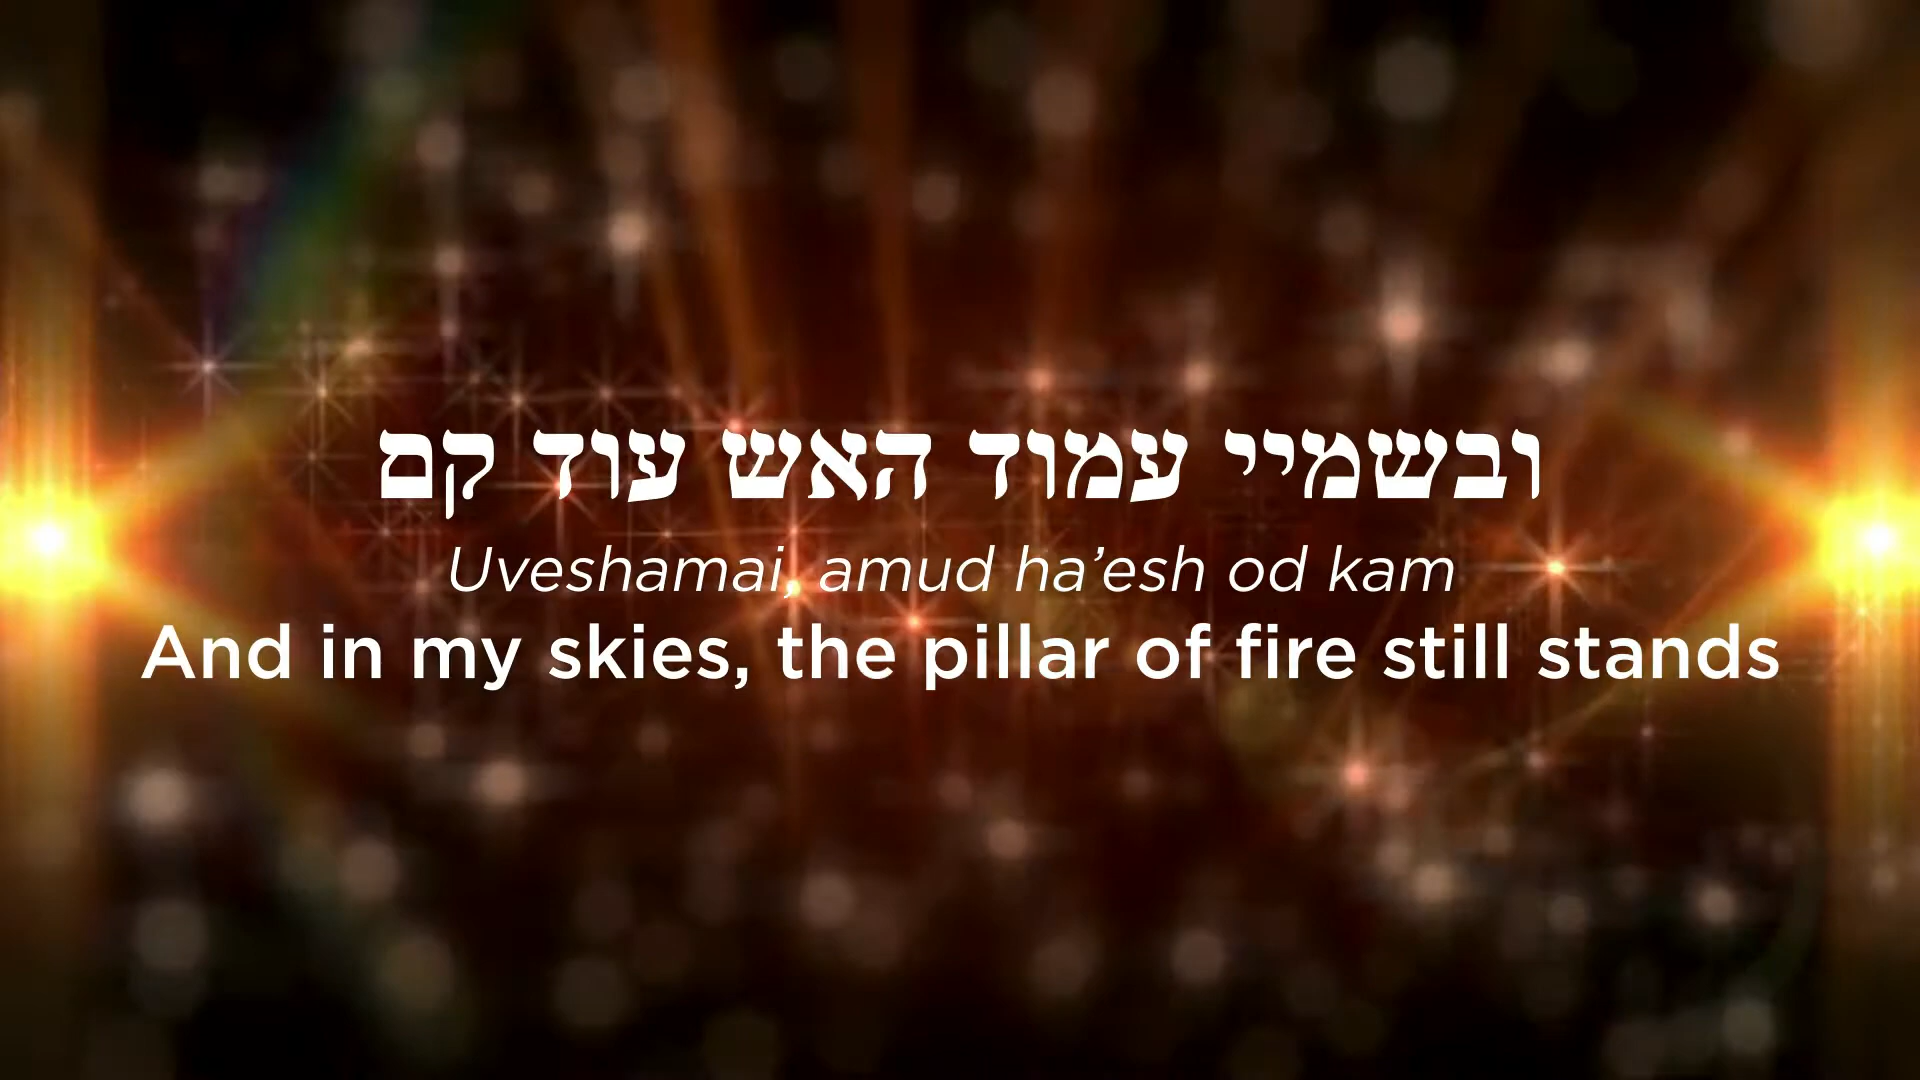 ובשמיי עמוד האש עוד קם
Uveshamai, amud ha’esh od kam
And in my skies, the pillar of fire still stands